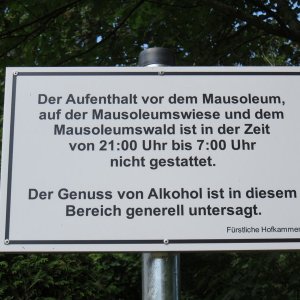 Der Aufenthalt vor dem Mausoleum,
auf der Mausoleumswiese und dem
Mausoleumswald ist in der Zeit
von 21:00 Uhr bis 7:00 Uhr
nicht gestattet.
Der Genuss von Alkohol ist in diesem
Bereich generell untersagt.
Fürstliche Hofkammer